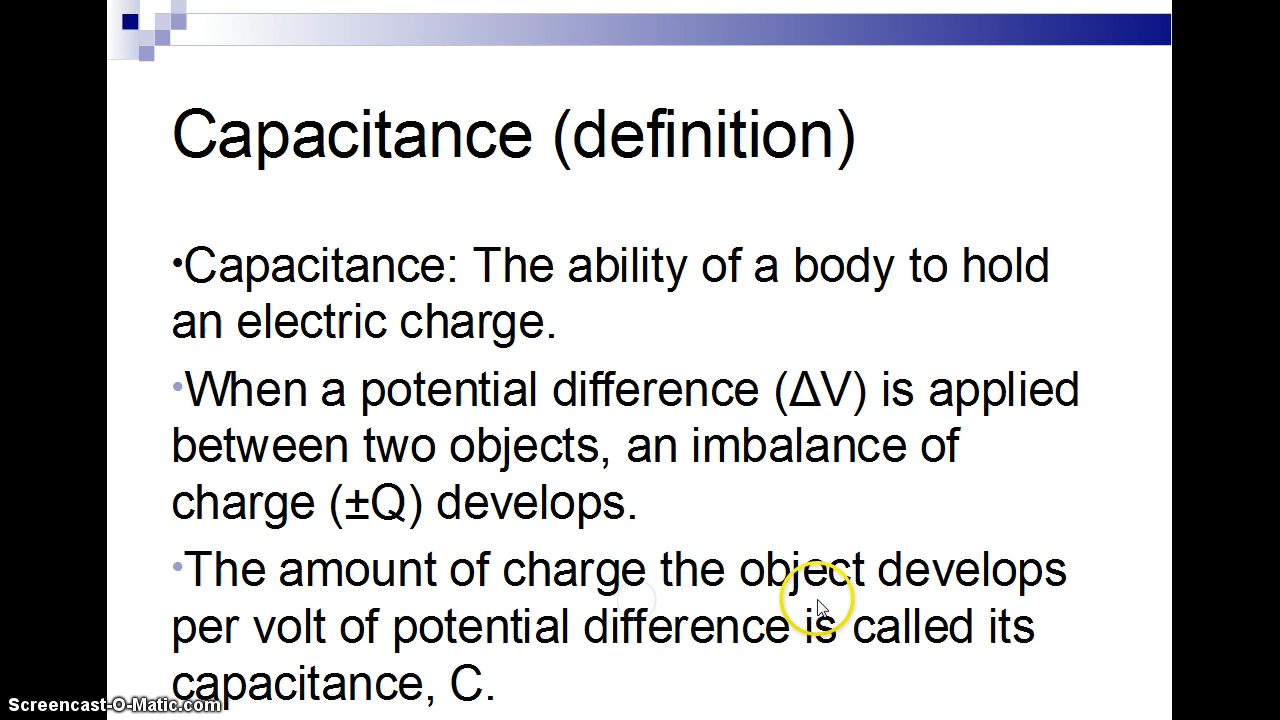 Capacitance (definition)
•Capacitance: The ability of a body to hold
an electric charge.
•When a potential difference (ΔV) is applied
between two objects, an imbalance of
charge (±Q) develops.
•The amount of charge the object develops
per volt of potential difference is called its
capacitance, C.
Screencast-O-Matic.com